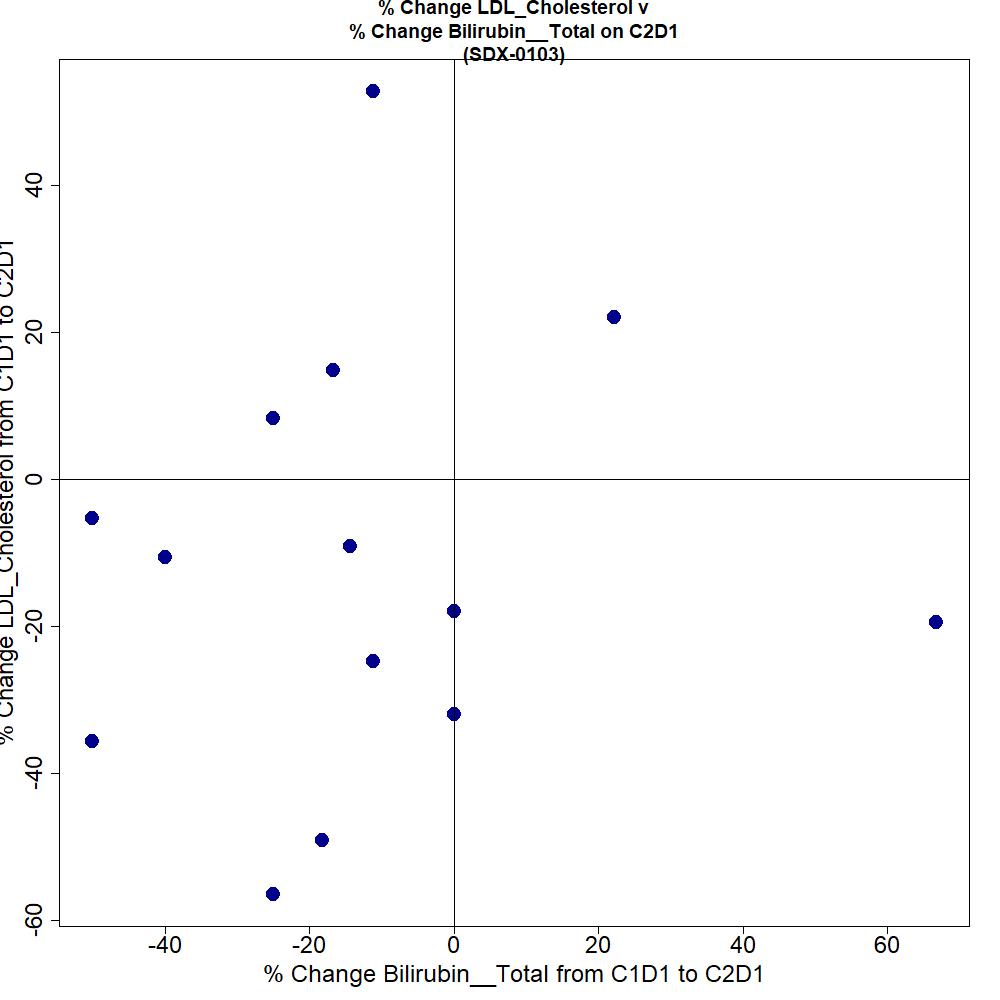 % Change LDL_Cholesterol v
% Change Bilirubin__Total on C2D1
(SDX-0103)
% Change LDL_Cholesterol from C1D1 to C2D1
40
20
0
-20
-40
-60
-40
-20
0
20
40
60
% Change Bilirubin__Total from C1D1 to C2D1